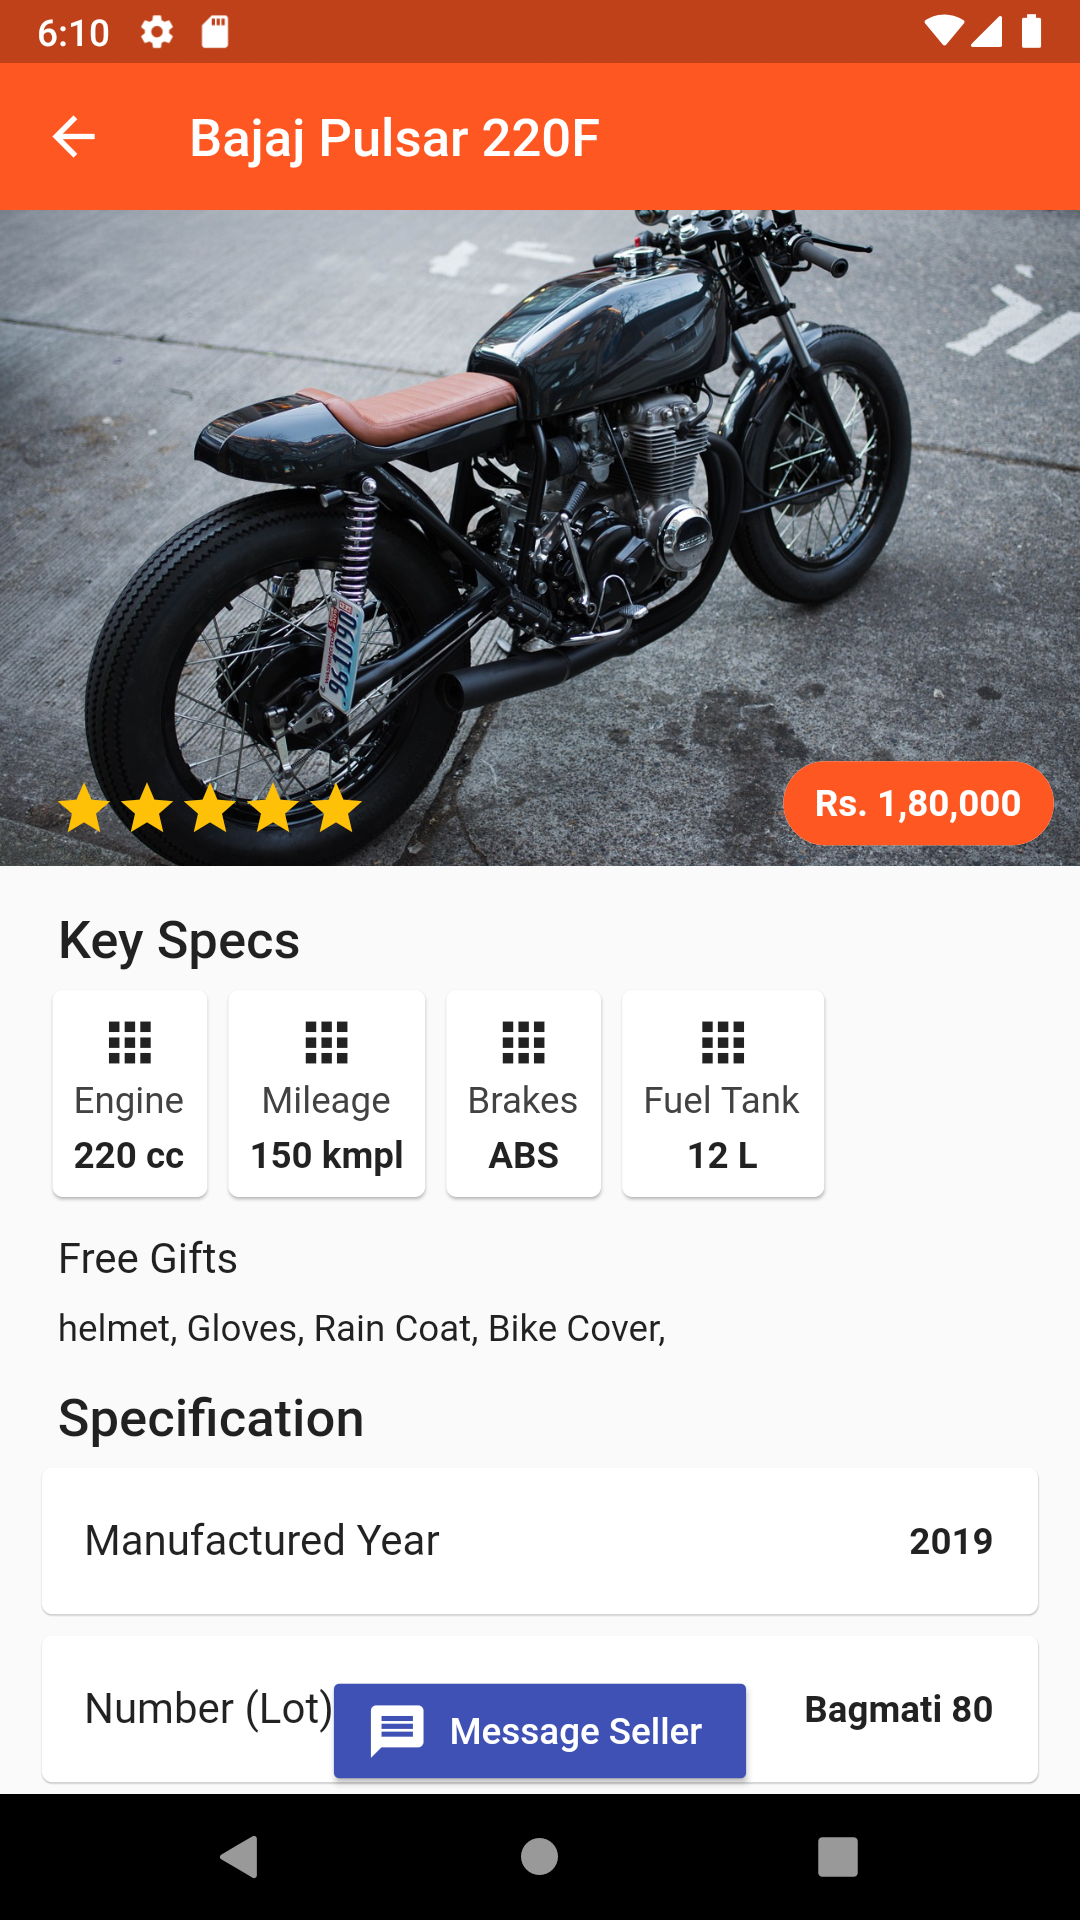 6:10
Bajaj Pulsar 220F
961090
Rs. 1,80,000
Key Specs
Engine
220 cc
Mileage
150 kmpl
Brakes
ABS
Fuel Tank
12 L
Free Gifts
helmet, Gloves, Rain Coat, Bike Cover,
Specification
Manufactured Year
2019
Number (Lot)
Bagmati 80
Message Seller